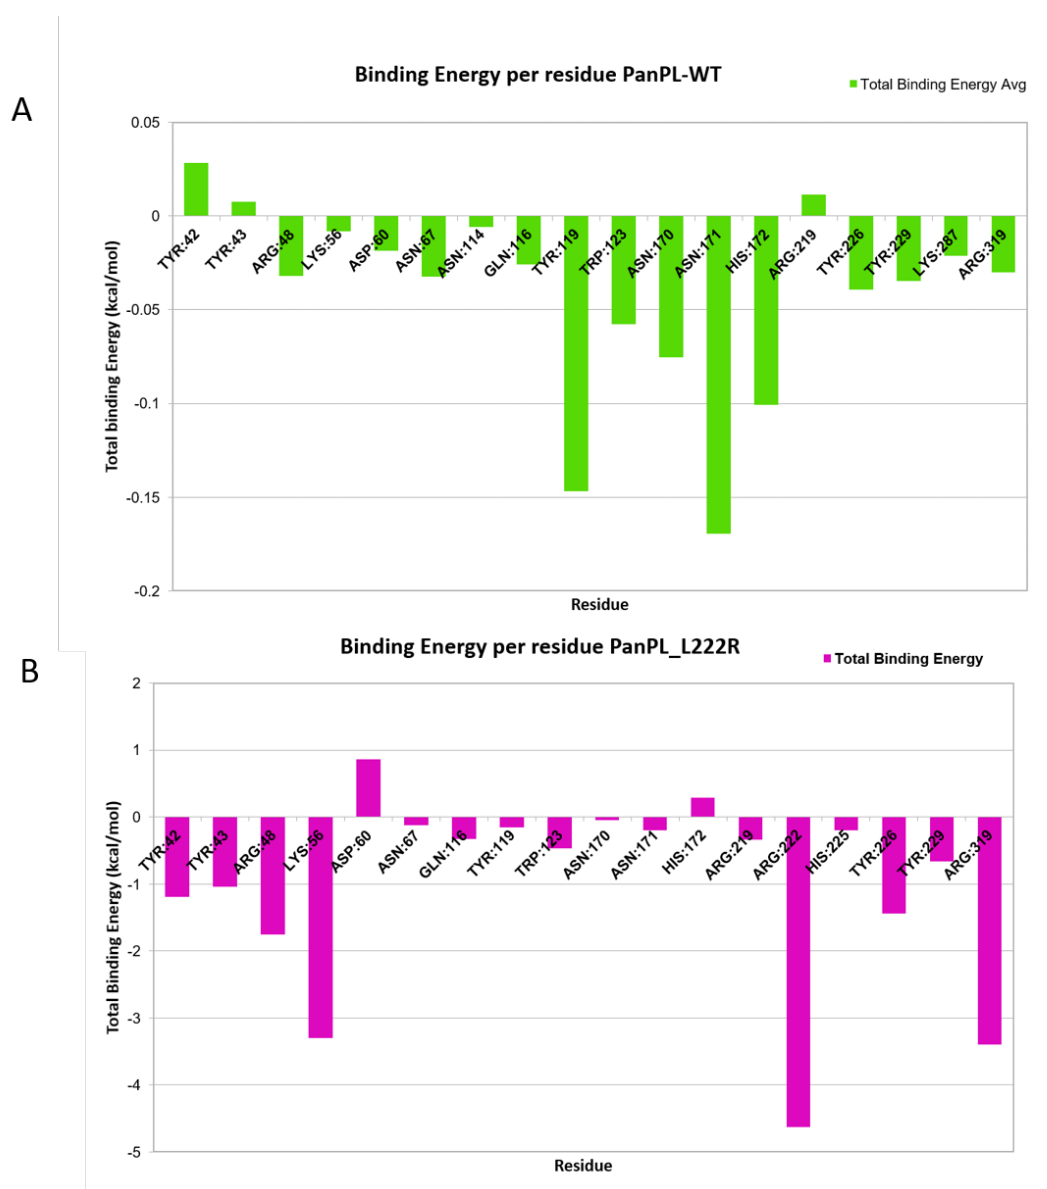 A
Binding Energy per residue PanPL-WT
Total Binding Energy Avg
Total binding Energy (kcal/mol)
0.05
0
-0.05
-0.1
-0.15
-0.2
TYR:42
TYR:43
ARG:48
LYS:56
ASP:60
ASN:67
ASN:114
GLN:116
TYR:119
TRP:123
ASN:170
ASN:171
HIS:172
ARG:219
TYR:226
TYR:229
LYS:287
ARG:319
Residue
B
Binding Energy per residue PanPL_L222R
Total Binding Energy
Total Binding Energy (kcal/mol)
2
1
0
-1
-2
-3
-4
-5
TYR:42
TYR:43
ARG:48
LYS:56
ASP:60
ASN:67
GLN:116
TYR:119
TRP:123
ASN:170
ASN:171
HIS:172
ARG:219
ARG:222
HIS:225
TYR:226
TYR:229
ARG:319
Residue